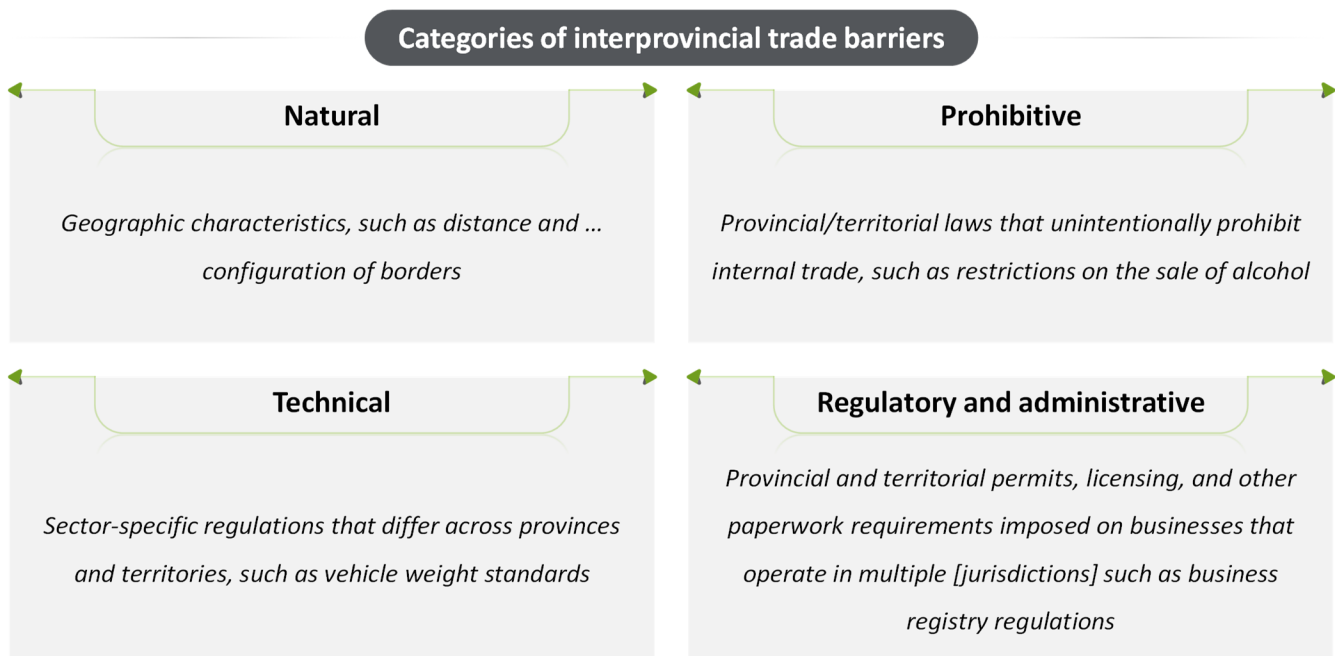 Categories of interprovincial trade barriers
Natural
Geographic characteristics, such as distance and ...
configuration of borders
Prohibitive
Provincial/territorial laws that unintentionally prohibit
internal trade, such as restrictions on the sale of alcohol
Technical
Sector-specific regulations that differ across provinces
and territories, such as vehicle weight standards
Regulatory and administrative
Provincial and territorial permits, licensing, and other
paperwork requirements imposed on businesses that
operate in multiple [jurisdictions] such as business
registry regulations